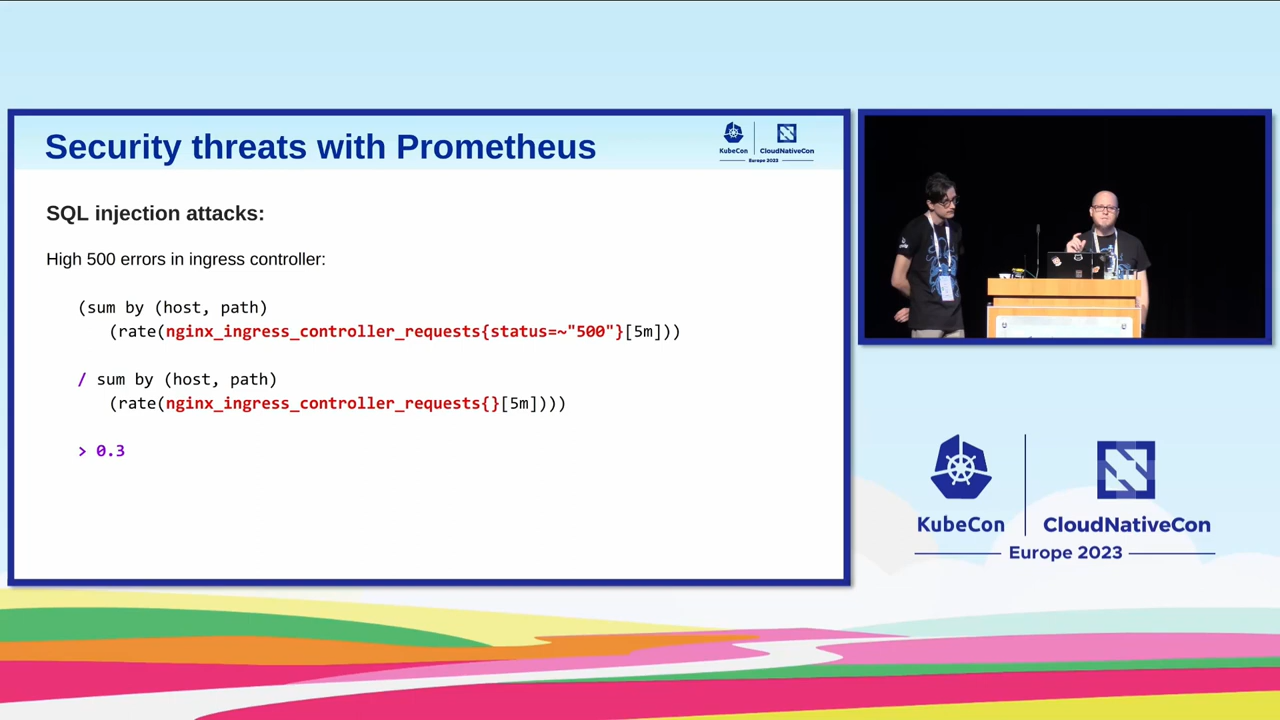 Security threats with Prometheus
KubeCon
CloudNativeCon
Europe 2023
SQL injection attacks:
High 500 errors in ingress controller:
(sum by (host, path)
(rate(nginx_ingress_controller_requests{status=~"500"}[5m]))
/ sum by (host, path)
(rate(nginx_ingress_controller_requests{}[5m])))
> 0.3
KubeCon
CloudNativeCon
Europe 2023